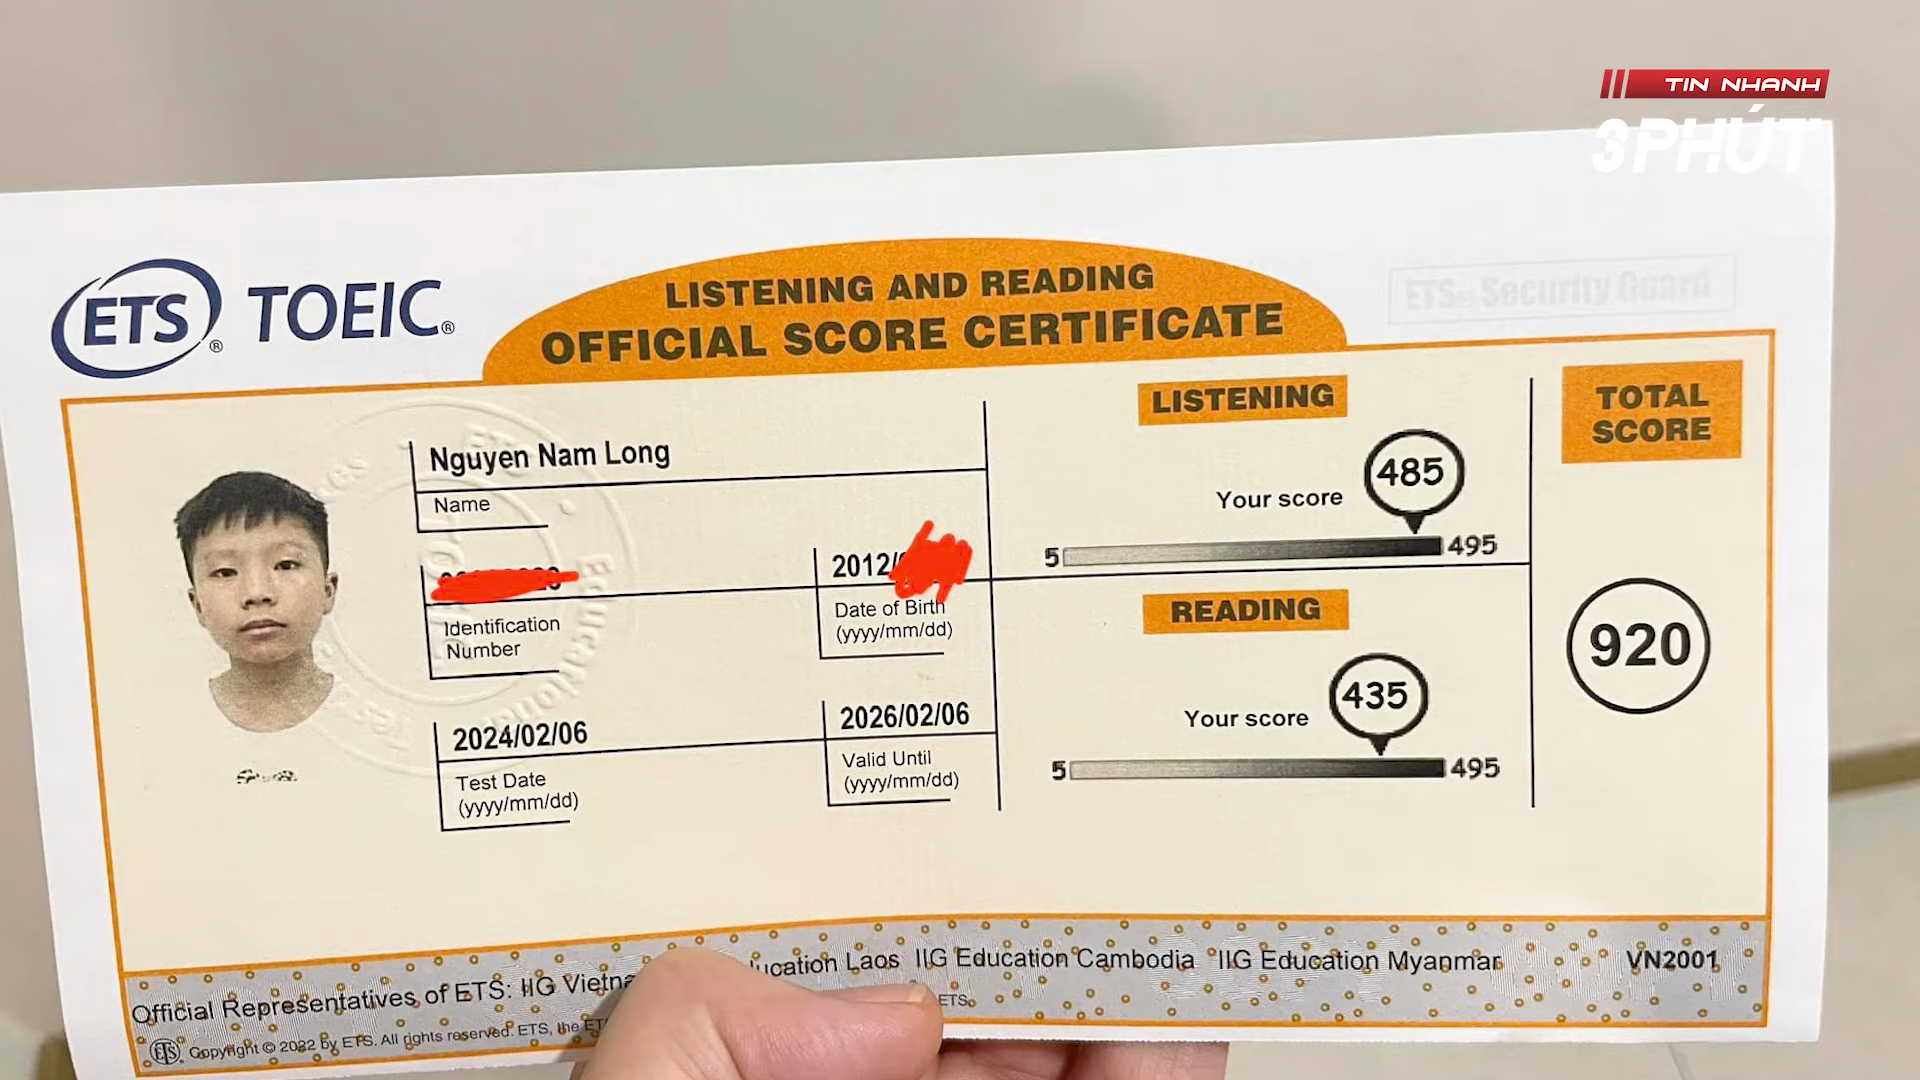 TIN NHANH
3 PHÚT
ETS® TOEIC®
LISTENING AND READING
OFFICIAL SCORE CERTIFICATE
ETS® Security Guard
Nguyen Nam Long
Name
Identification
Number
2012/
Date of Birth
(yyyy/mm/dd)
2024/02/06
Test Date
(yyyy/mm/dd)
2026/02/06
Valid Until
(yyyy/mm/dd)
LISTENING
Your score
485
5
495
READING
Your score
435
5
495
TOTAL
SCORE
920
Official Representatives of ETS: IIG Vietna ucation Laos IIG Education Cambodia IIG Education Myanmar
VN2001
ETS® Copyright © 2022 by ETS. All rights reserved. ETS, the ET ETS.